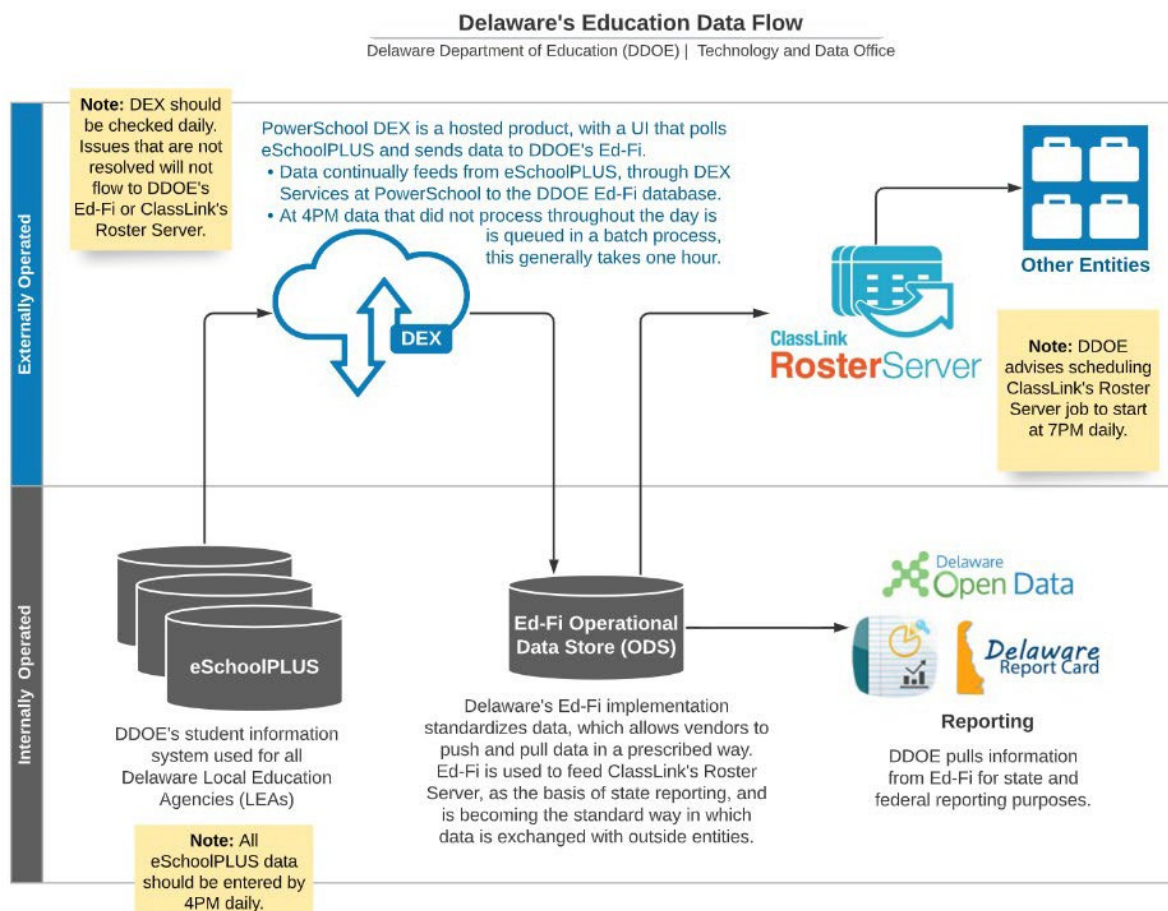 Delaware's Education Data Flow
Delaware Department of Education (DDOE) | Technology and Data Office
Externally Operated
Note: DEX should
be checked daily.
Issues that are not
resolved will not
flow to DDOE's
Ed-Fi or ClassLink's
Roster Server.
PowerSchool DEX is a hosted product, with a UI that polls
eSchoolPLUS and sends data to DDOE's Ed-Fi.
• Data continually feeds from eSchoolPLUS, through DEX
Services at PowerSchool to the DDOE Ed-Fi database.
• At 4PM data that did not process throughout the day is
is queued in a batch process,
this generally takes one hour.
DEX
ClassLink
RosterServer
Other Entities
Note: DDOE
advises scheduling
ClassLink's Roster
Server job to start
at 7PM daily.
Internally Operated
eSchoolPLUS
DDOE's student information
system used for all
Delaware Local Education
Agencies (LEAs)
Note: All
eSchoolPLUS data
should be entered by
4PM daily.
Ed-Fi Operational
Data Store (ODS)
Delaware's Ed-Fi implementation
standardizes data, which allows vendors to
push and pull data in a prescribed way.
Ed-Fi is used to feed ClassLink's Roster
Server, as the basis of state reporting, and
is becoming the standard way in which
data is exchanged with outside entities.
Delaware
Open Data
Delaware
Report Card
Reporting
DDOE pulls information
from Ed-Fi for state and
federal reporting purposes.